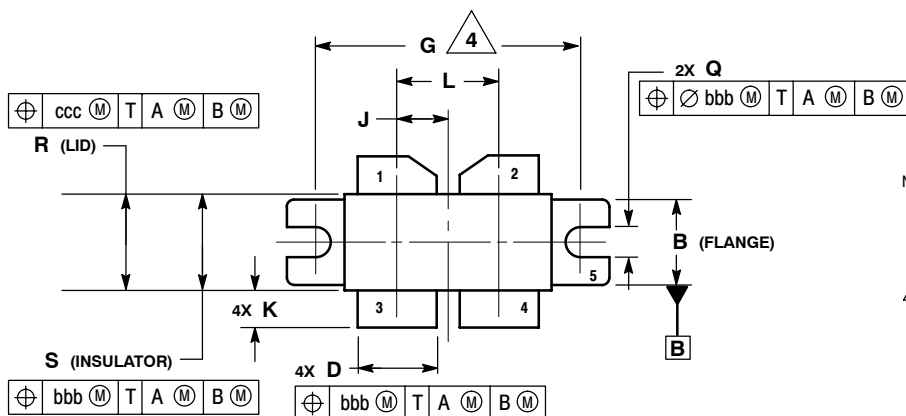 G 4
L
2X Q
⌖ ∅ bbb Ⓜ T A Ⓜ B Ⓜ
⌖ ccc Ⓜ T A Ⓜ B Ⓜ
J
R (LID)
1
2
B (FLANGE)
5
4X K
3
4
B
S (INSULATOR)
4X D
⌖ bbb Ⓜ T A Ⓜ B Ⓜ
⌖ bbb Ⓜ T A Ⓜ B Ⓜ